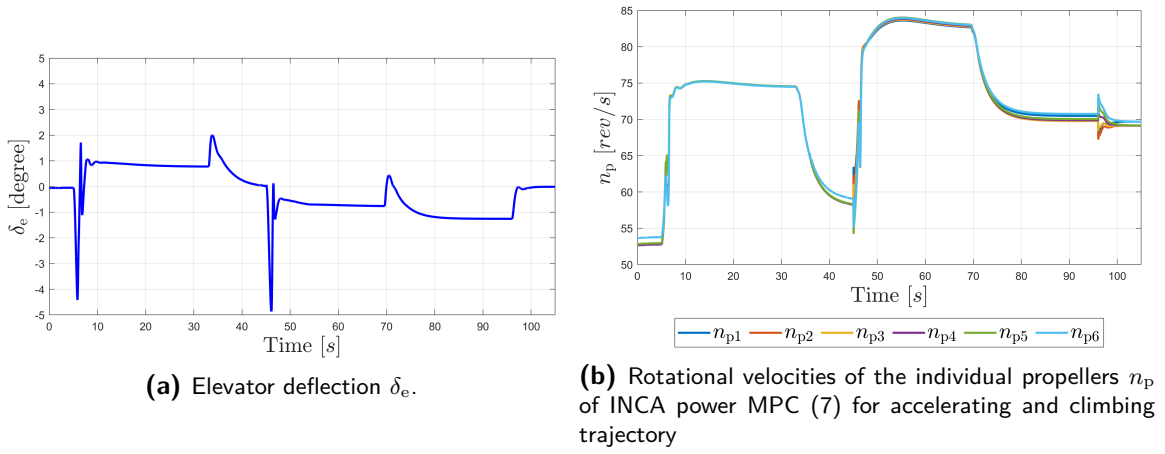 5
4
3
2
1
0
-1
-2
-3
-4
-5
δe [degree]
0 10 20 30 40 50 60 70 80 90 100
Time [s]
(a) Elevator deflection δe.
85
80
75
70
65
60
55
50
np [rev/s]
0 10 20 30 40 50 60 70 80 90 100
Time [s]
np1 np2 np3 np4 np5 np6
(b) Rotational velocities of the individual propellers np
of INCA power MPC (7) for accelerating and climbing
trajectory